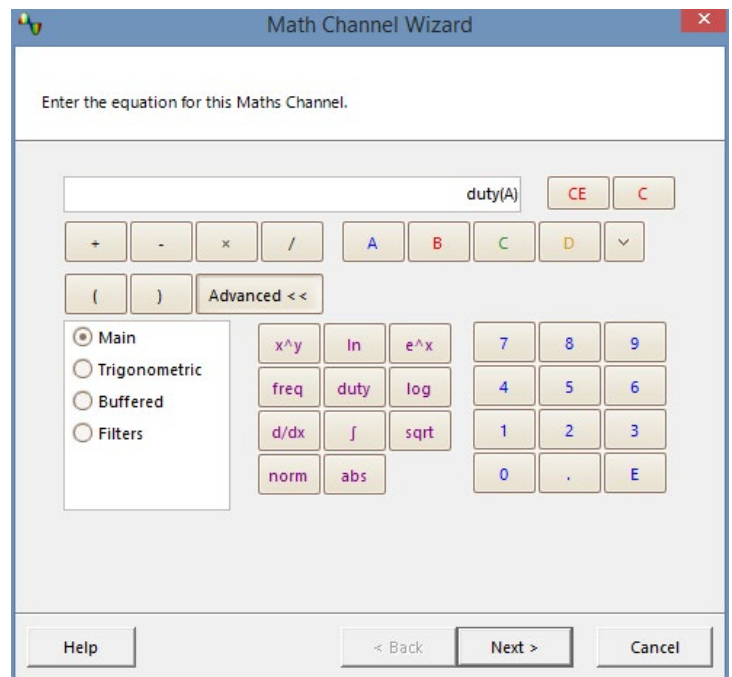 Math Channel Wizard
Enter the equation for this Maths Channel.
duty(A) CE C
+ - × / A B C D
( ) Advanced <<
Main
Trigonometric
Buffered
Filters
x^y ln e^x
freq duty log
d/dx ∫ sqrt
norm abs
7 8 9
4 5 6
1 2 3
0 . E
Help < Back Next > Cancel